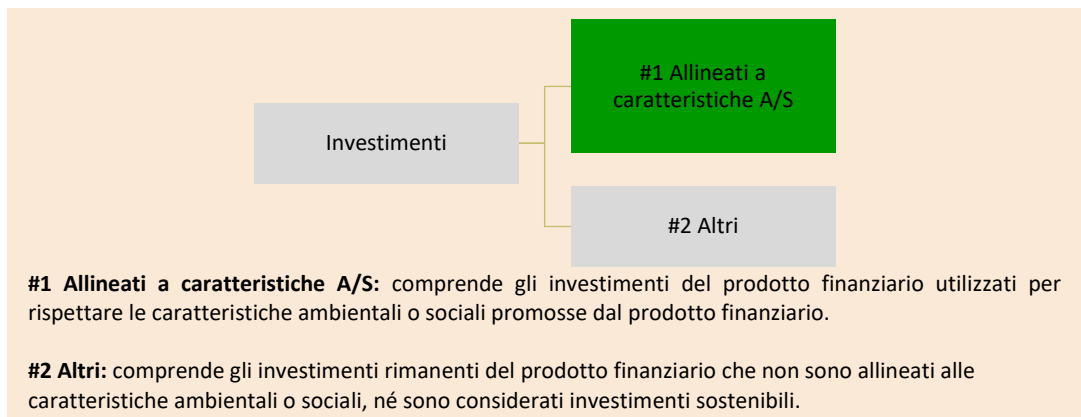 #1 Allineati a
caratteristiche A/S
Investimenti
#2 Altri
#1 Allineati a caratteristiche A/S: comprende gli investimenti del prodotto finanziario utilizzati per
rispettare le caratteristiche ambientali o sociali promosse dal prodotto finanziario.
#2 Altri: comprende gli investimenti rimanenti del prodotto finanziario che non sono allineati alle
caratteristiche ambientali o sociali, né sono considerati investimenti sostenibili.